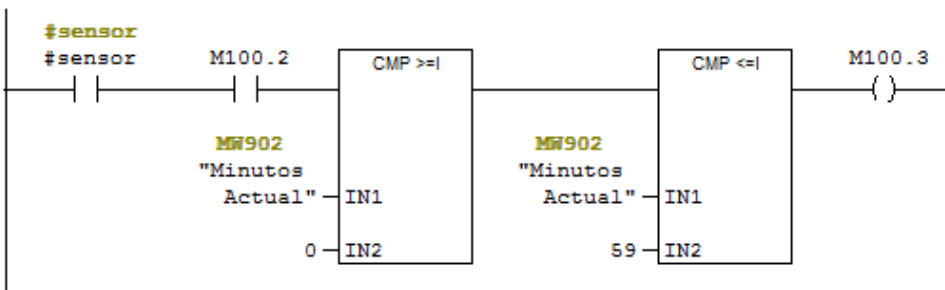 #sensor
#sensor M100.2 CMP >=I CMP <=I M100.3
MW902 MW902
"Minutos "Minutos
Actual" IN1 Actual" IN1
0 IN2 59 IN2